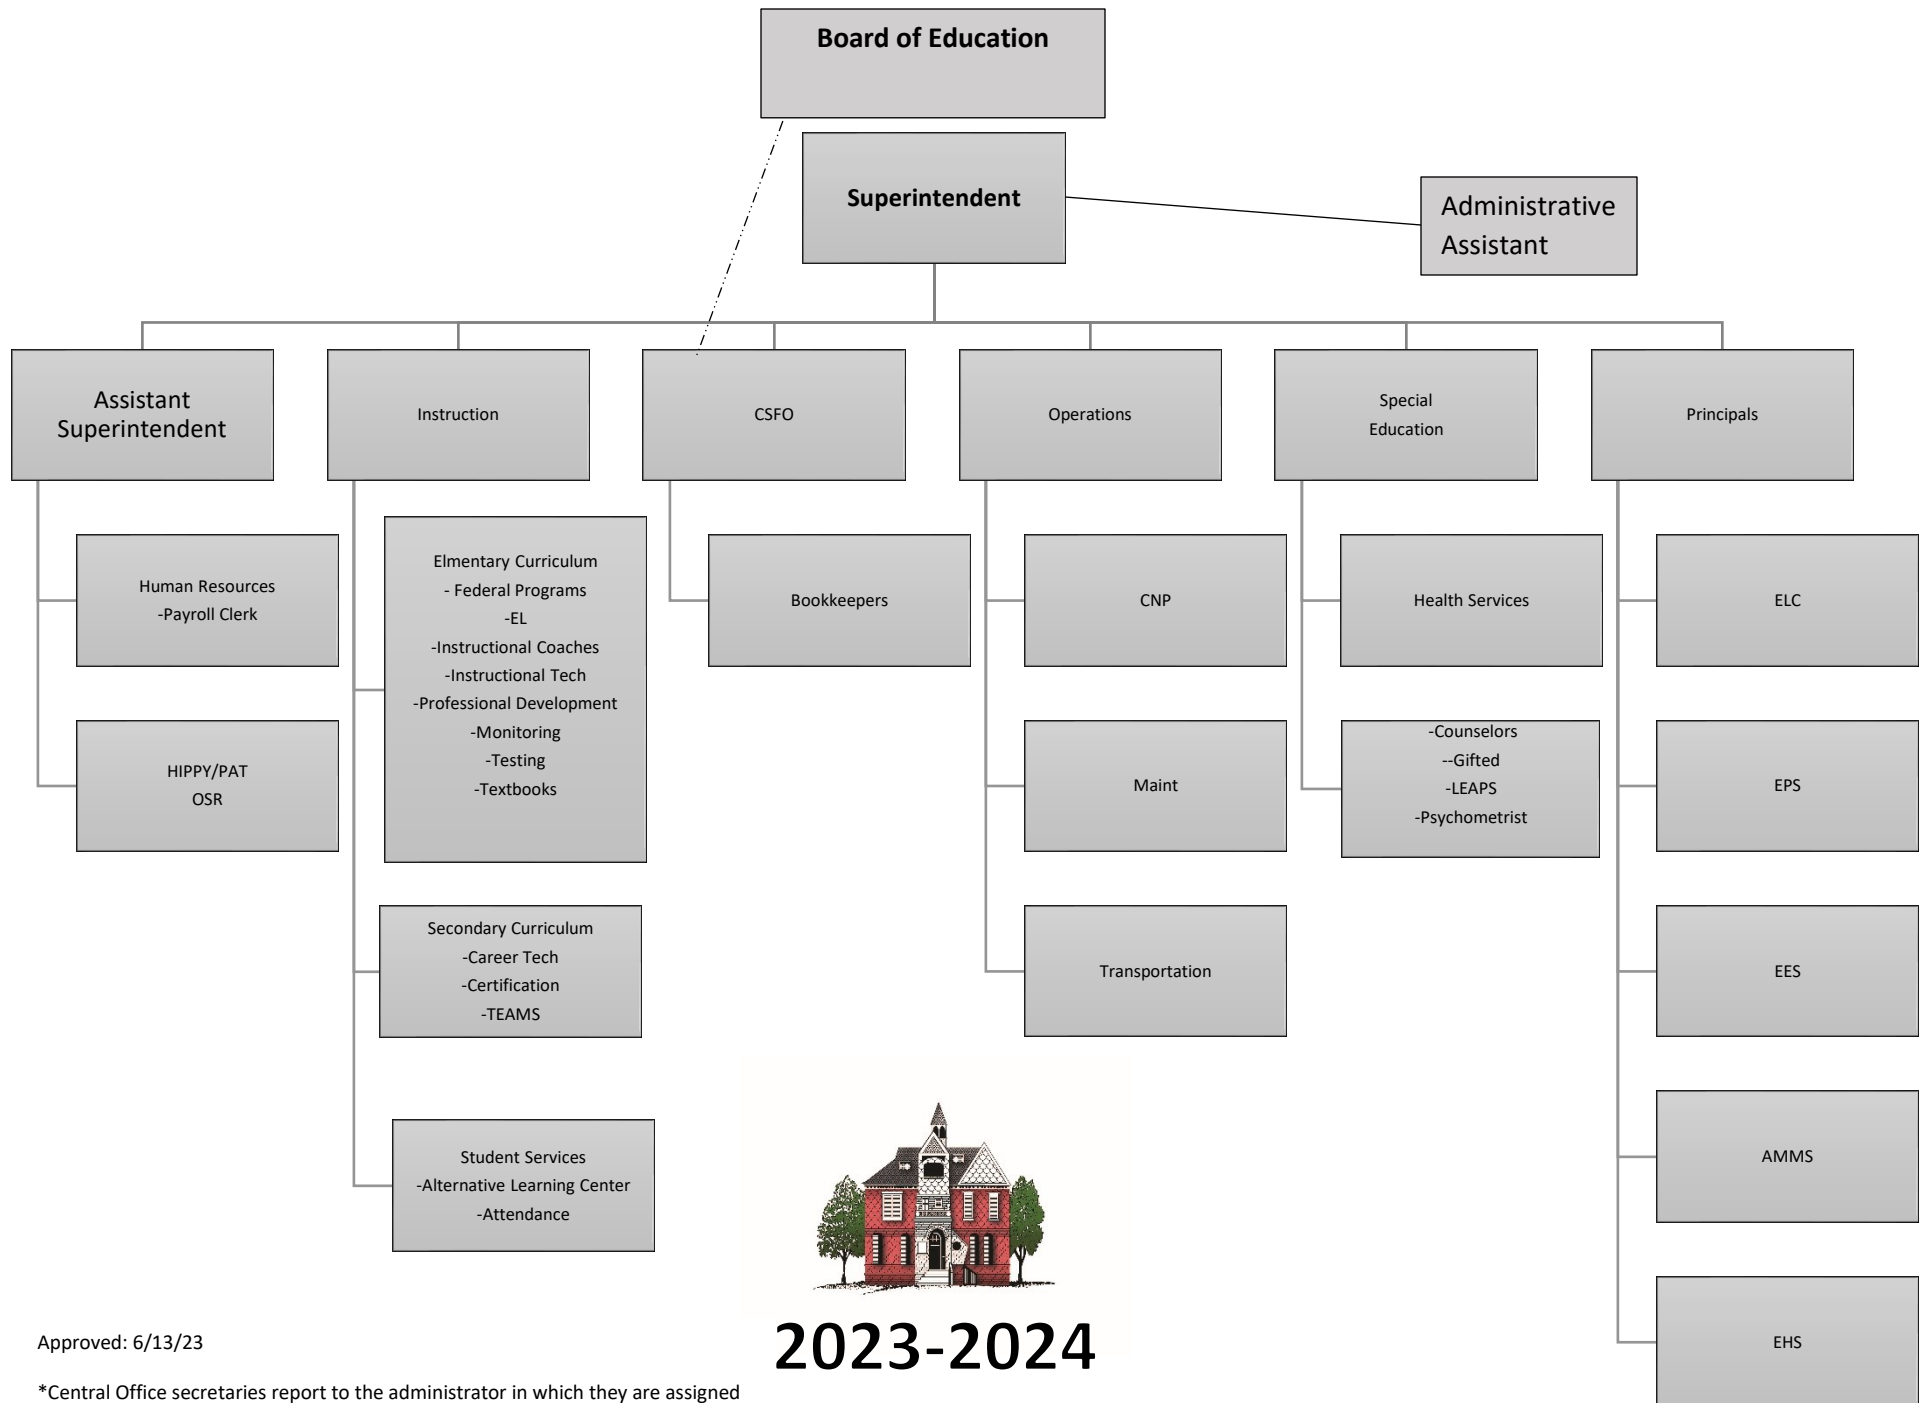 Board of Education
Superintendent
Administrative
Assistant
Assistant
Superintendent
Instruction
CSFO
Operations
Special
Education
Principals
Human Resources
-Payroll Clerk
HIPPY/PAT
OSR
Elmentary Curriculum
- Federal Programs
-EL
-Instructional Coaches
-Instructional Tech
-Professional Development
-Monitoring
-Testing
-Textbooks
Secondary Curriculum
-Career Tech
-Certification
-TEAMS
Student Services
-Alternative Learning Center
-Attendance
Bookkeepers
CNP
Maint
Transportation
Health Services
-Counselors
--Gifted
-LEAPS
-Psychometrist
ELC
EPS
EES
AMMS
EHS
2023-2024
Approved: 6/13/23
*Central Office secretaries report to the administrator in which they are assigned